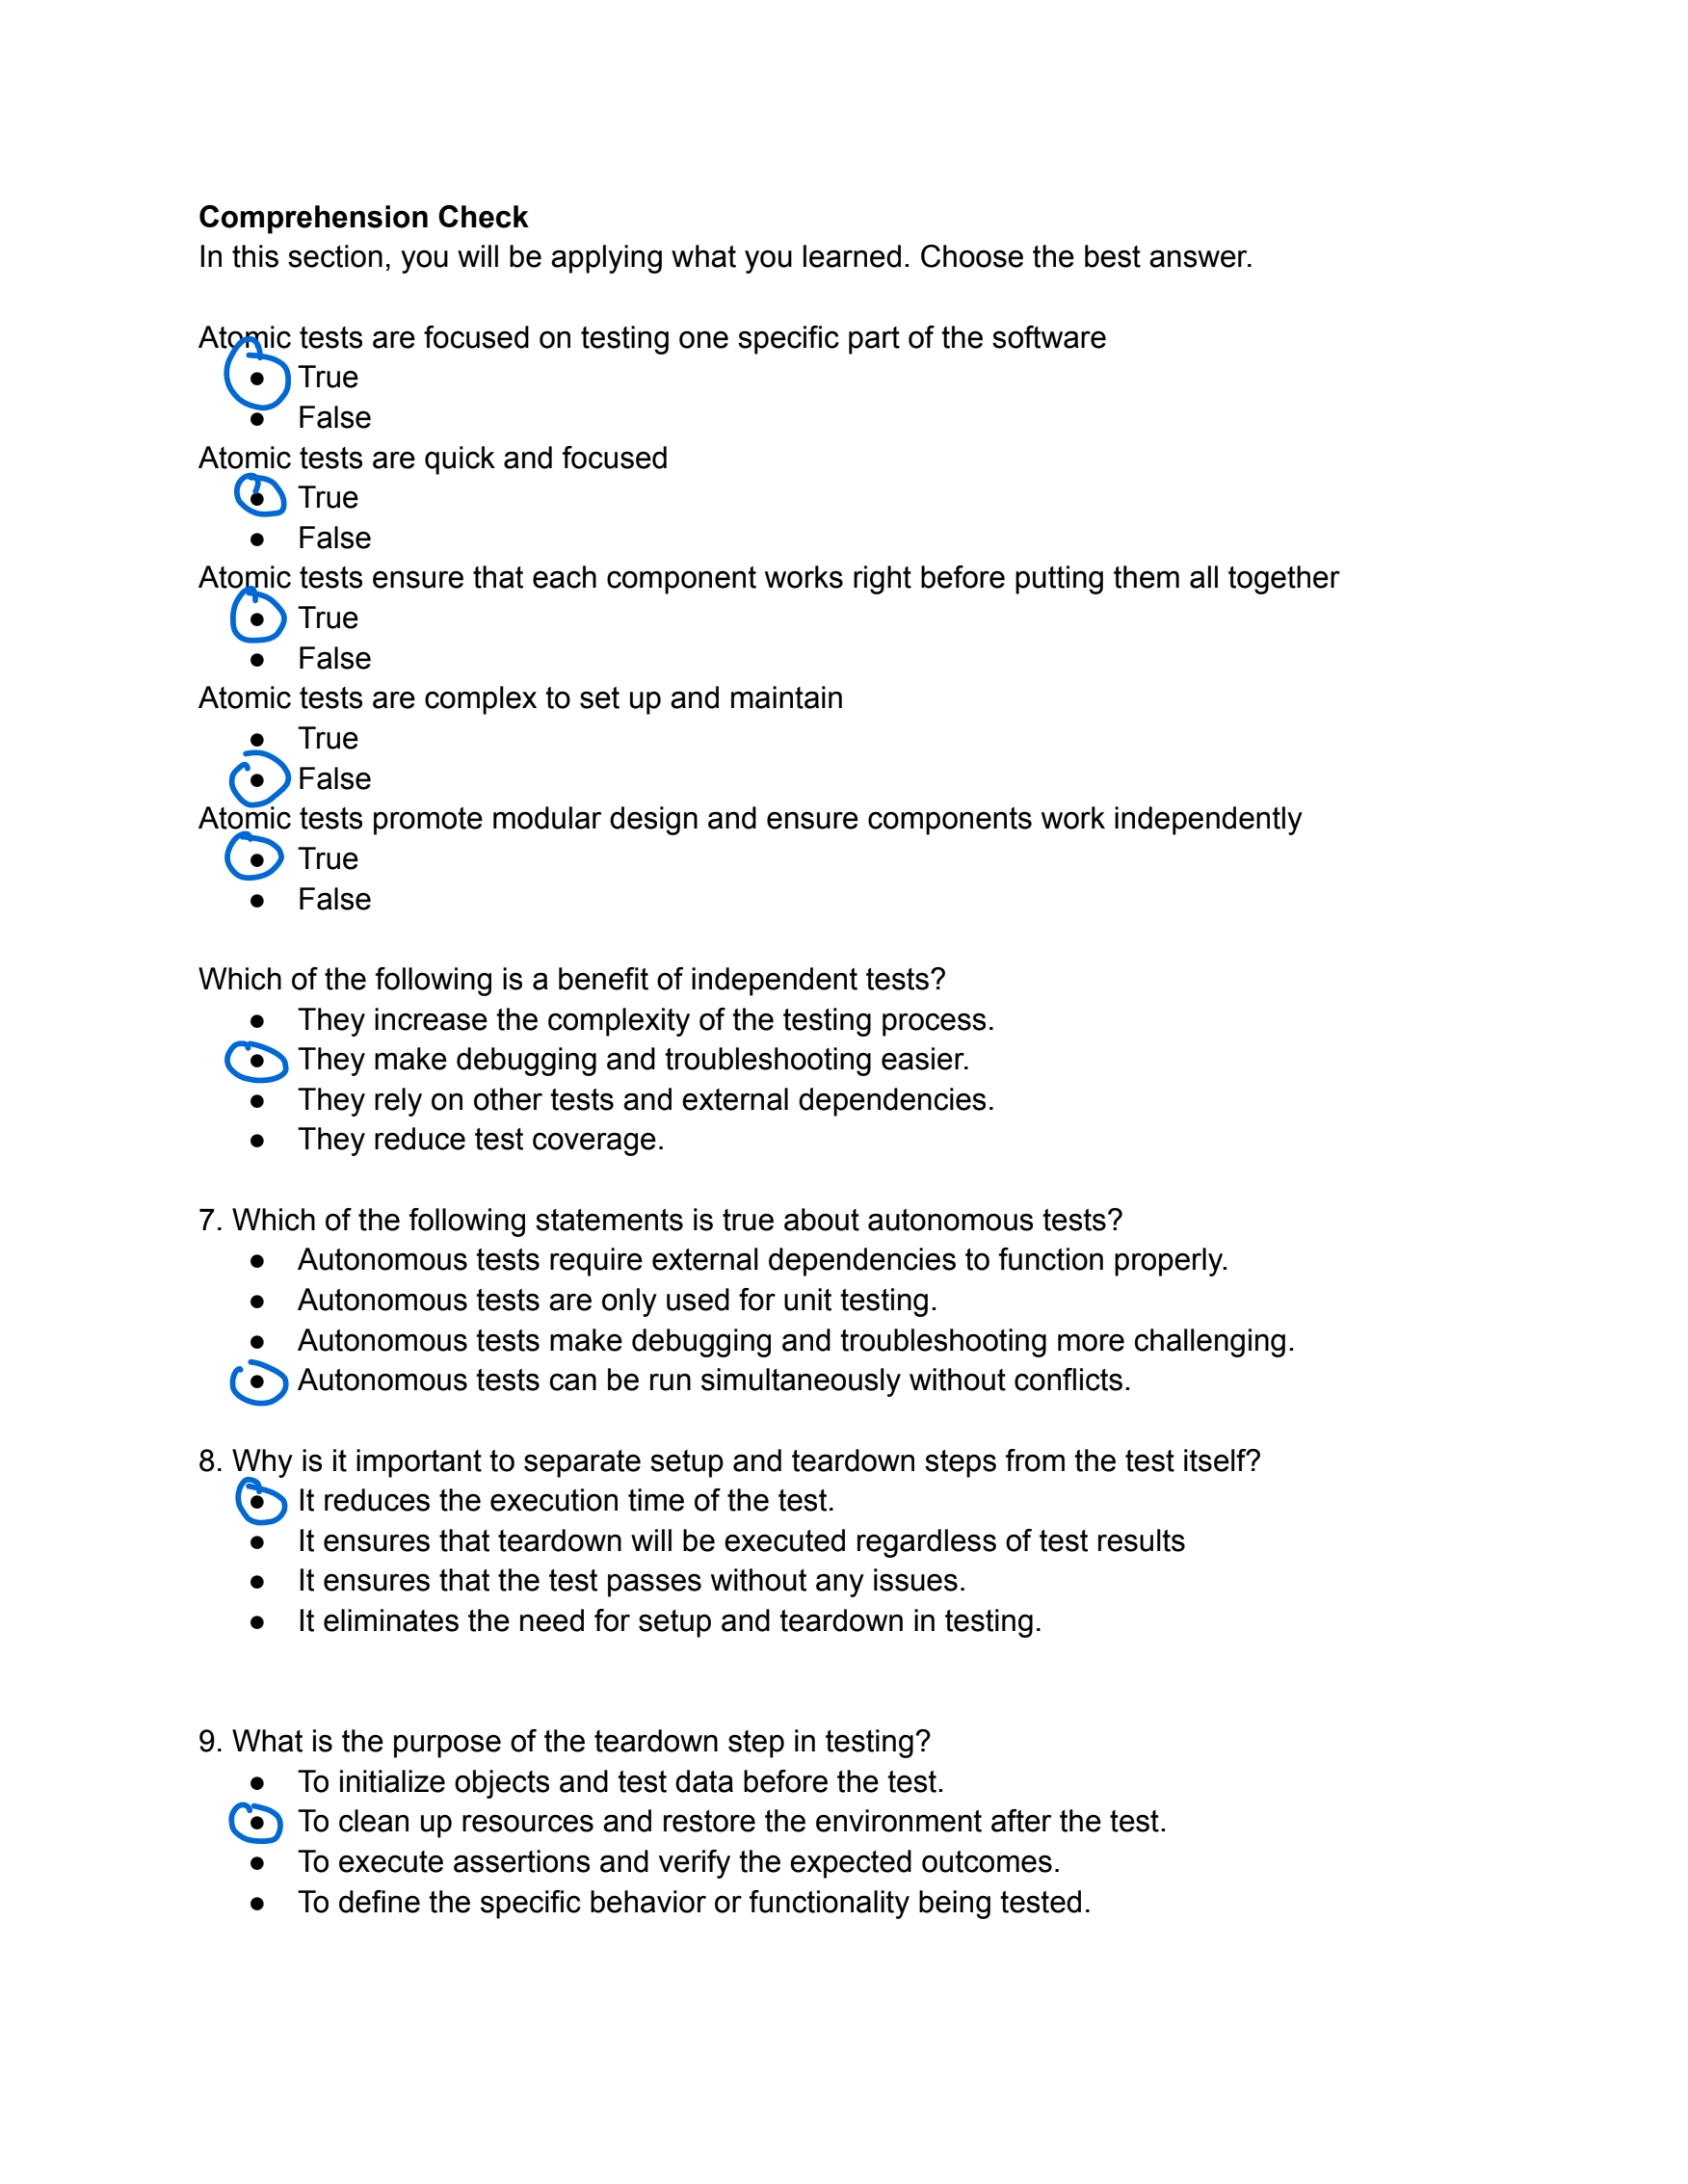 Comprehension Check
In this section, you will be applying what you learned. Choose the best answer.
Atomic tests are focused on testing one specific part of the software
● True
● False
Atomic tests are quick and focused
● True
● False
Atomic tests ensure that each component works right before putting them all together
● True
● False
Atomic tests are complex to set up and maintain
● True
● False
Atomic tests promote modular design and ensure components work independently
● True
● False
Which of the following is a benefit of independent tests?
● They increase the complexity of the testing process.
● They make debugging and troubleshooting easier.
● They rely on other tests and external dependencies.
● They reduce test coverage.
7. Which of the following statements is true about autonomous tests?
● Autonomous tests require external dependencies to function properly.
● Autonomous tests are only used for unit testing.
● Autonomous tests make debugging and troubleshooting more challenging.
● Autonomous tests can be run simultaneously without conflicts.
8. Why is it important to separate setup and teardown steps from the test itself?
● It reduces the execution time of the test.
● It ensures that teardown will be executed regardless of test results
● It ensures that the test passes without any issues.
● It eliminates the need for setup and teardown in testing.
9. What is the purpose of the teardown step in testing?
● To initialize objects and test data before the test.
● To clean up resources and restore the environment after the test.
● To execute assertions and verify the expected outcomes.
● To define the specific behavior or functionality being tested.